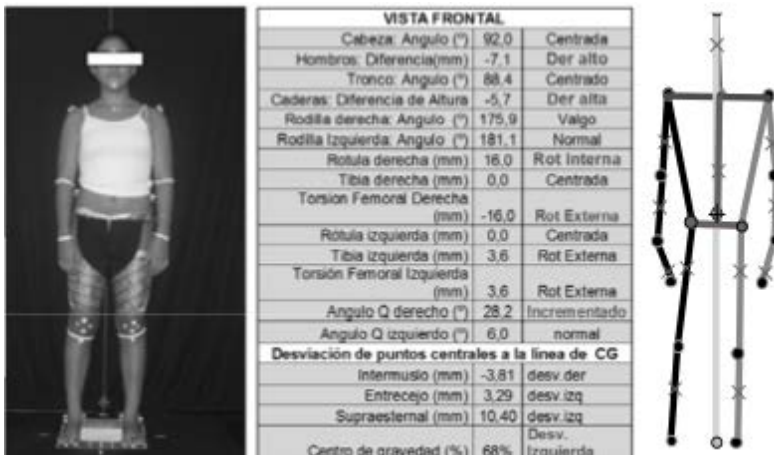 VISTA FRONTAL
Cabeza: Angulo (º) 92,0 Centrada
Hombros: Diferencia(mm) -7,1 Der alto
Tronco: Angulo (º) 88,4 Centrado
Caderas: Diferencia de Altura -5,7 Der alta
Rodilla derecha: Angulo (º) 175,9 Valgo
Rodilla Izquierda: Angulo (º) 181,1 Normal
Rotula derecha (mm) 16,0 Rot Interna
Tibia derecha (mm) 0,0 Centrada
Torsion Femoral Derecha
(mm) -16,0 Rot Externa
Rótula izquierda (mm) 0,0 Centrada
Tibia izquierda (mm) 3,6 Rot Externa
Torsión Femoral Izquierda
(mm) 3,6 Rot Externa
Angulo Q derecho (º) 28,2 Incrementado
Angulo Q izquierdo (º) 6,0 normal
Desviación de puntos centrales a la línea de CG
Intermuslo (mm) -3,81 desv.der
Entrecejo (mm) 3,29 desv.izq
Supraesternal (mm) 10,40 desv.izq
Desv.
Centro de gravedad (%) 68% Izquierda